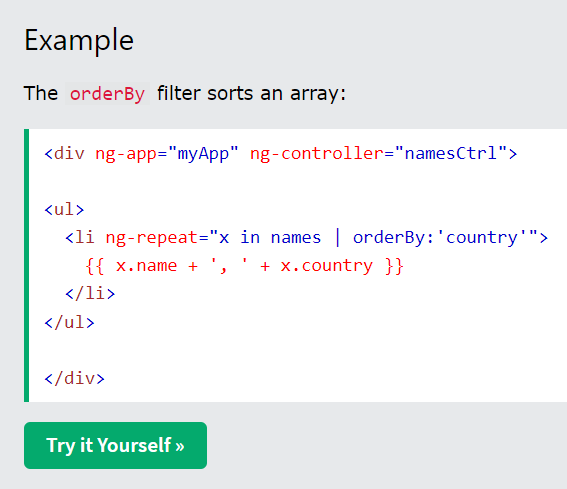 Example
The orderBy filter sorts an array:
<div ng-app="myApp" ng-controller="namesCtrl">
<ul>
<li ng-repeat="x in names | orderBy:'country'">
{{ x.name + ', ' + x.country }}
</li>
</ul>
</div>
Try it Yourself »